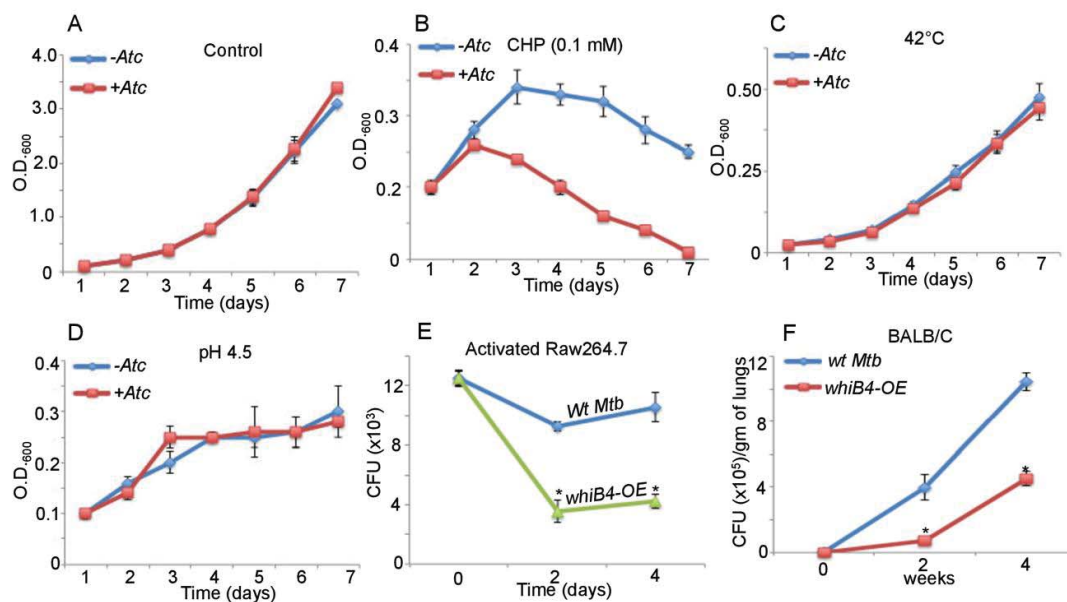 A
Control
-Atc
+Atc
4.0
3.0
2.0
1.0
0
O.D.600
1 2 3 4 5 6 7
Time (days)
B
CHP (0.1 mM)
-Atc
+Atc
0.4
0.3
0.2
0
O.D.600
1 2 3 4 5 6 7
Time (days)
C
42°C
-Atc
+Atc
0.50
0.25
0
O.D.600
1 2 3 4 5 6 7
Time (days)
D
pH 4.5
-Atc
+Atc
0.4
0.3
0.2
0.1
0
O.D.600
1 2 3 4 5 6 7
Time (days)
E
Activated Raw264.7
12
8
4
0
CFU (x10³)
Wt Mtb
* whiB4-OE *
0 2 4
Time (days)
F
BALB/C
wt Mtb
whiB4-OE
12
8
4
0
CFU (x10⁵)/gm of lungs
*
*
0 2 4
weeks